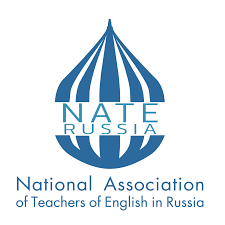 NATE
RUSSIA
National Association
of Teachers of English in Russia